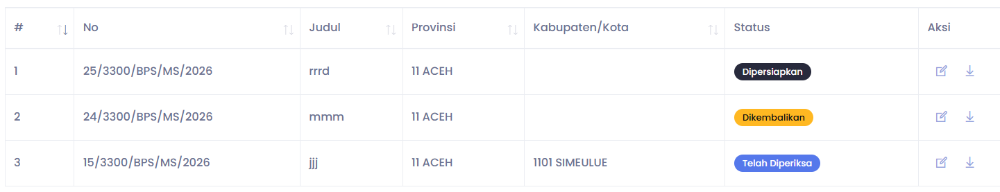 # No Judul Provinsi Kabupaten/Kota Status Aksi
1 25/3300/BPS/MS/2026 rrrd 11 ACEH Dipersiapkan
2 24/3300/BPS/MS/2026 mmm 11 ACEH Dikembalikan
3 15/3300/BPS/MS/2026 jjj 11 ACEH 1101 SIMEULUE Telah Diperiksa